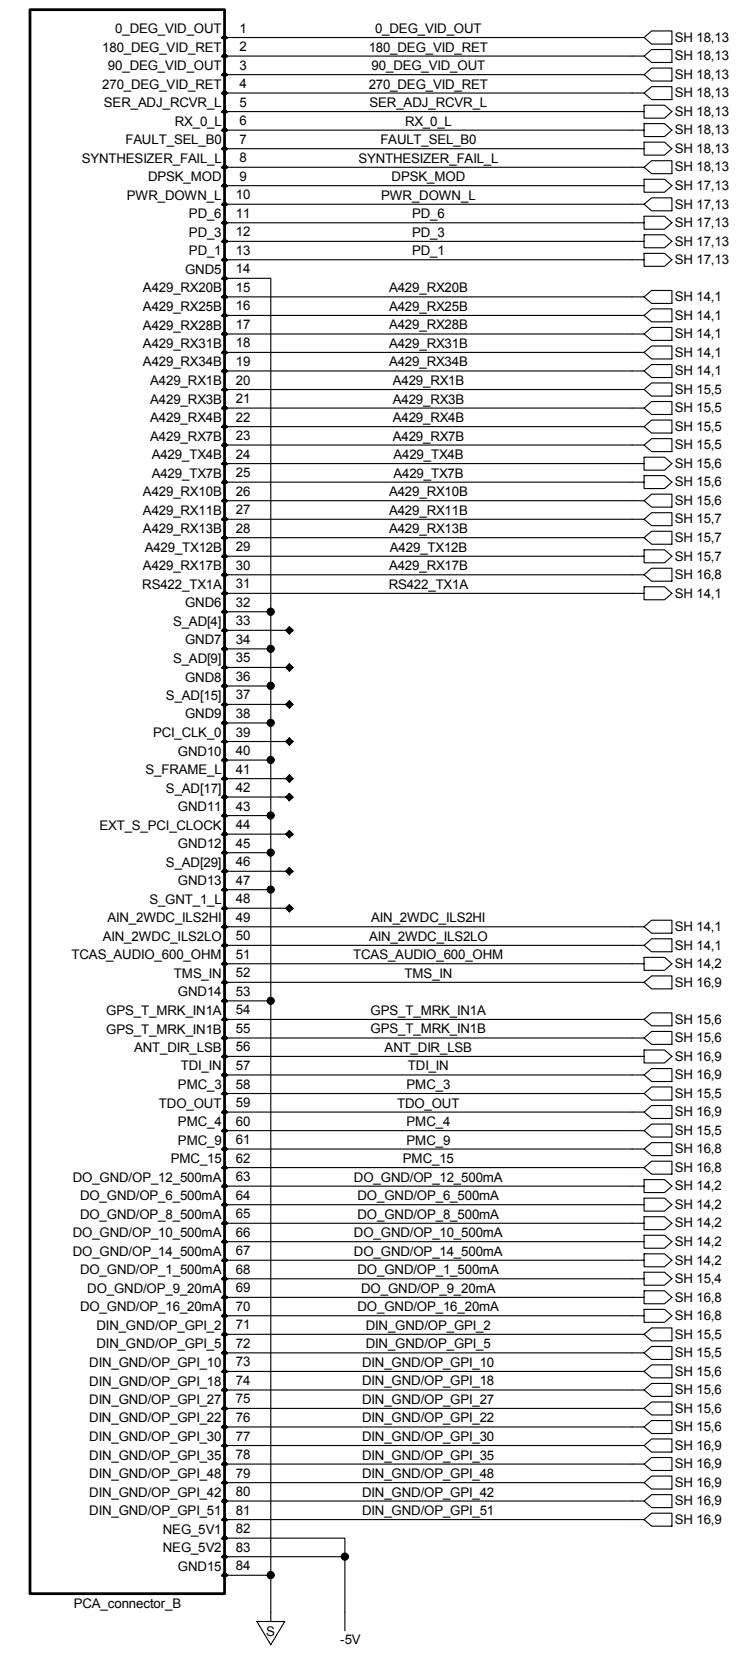 0_DEG_VID_OUT 1 0_DEG_VID_OUT SH 18,13
180_DEG_VID_RET 2 180_DEG_VID_RET SH 18,13
90_DEG_VID_OUT 3 90_DEG_VID_OUT SH 18,13
270_DEG_VID_RET 4 270_DEG_VID_RET SH 18,13
SER_ADJ_RCVR_L 5 SER_ADJ_RCVR_L SH 18,13
RX_0_L 6 RX_0_L SH 18,13
FAULT_SEL_B0 7 FAULT_SEL_B0 SH 18,13
SYNTHESIZER_FAIL_L 8 SYNTHESIZER_FAIL_L SH 18,13
DPSK_MOD 9 DPSK_MOD SH 17,13
PWR_DOWN_L 10 PWR_DOWN_L SH 17,13
PD_6 11 PD_6 SH 17,13
PD_3 12 PD_3 SH 17,13
PD_1 13 PD_1 SH 17,13
GND5 14
A429_RX20B 15 A429_RX20B SH 14,1
A429_RX25B 16 A429_RX25B SH 14,1
A429_RX28B 17 A429_RX28B SH 14,1
A429_RX31B 18 A429_RX31B SH 14,1
A429_RX34B 19 A429_RX34B SH 14,1
A429_RX1B 20 A429_RX1B SH 15,5
A429_RX3B 21 A429_RX3B SH 15,5
A429_RX4B 22 A429_RX4B SH 15,5
A429_RX7B 23 A429_RX7B SH 15,5
A429_TX4B 24 A429_TX4B SH 15,6
A429_TX7B 25 A429_TX7B SH 15,6
A429_RX10B 26 A429_RX10B SH 15,6
A429_RX11B 27 A429_RX11B SH 15,7
A429_RX13B 28 A429_RX13B SH 15,7
A429_TX12B 29 A429_TX12B SH 15,7
A429_RX17B 30 A429_RX17B SH 16,8
RS422_TX1A 31 RS422_TX1A SH 14,1
GND6 32
S_AD[4] 33
GND7 34
S_AD[9] 35
GND8 36
S_AD[15] 37
GND9 38
PCI_CLK_0 39
GND10 40
S_FRAME_L 41
S_AD[17] 42
GND11 43
EXT_S_PCI_CLOCK 44
GND12 45
S_AD[29] 46
GND13 47
S_GNT_1_L 48
AIN_2WDC_ILS2HI 49 AIN_2WDC_ILS2HI SH 14,1
AIN_2WDC_ILS2LO 50 AIN_2WDC_ILS2LO SH 14,1
TCAS_AUDIO_600_OHM 51 TCAS_AUDIO_600_OHM SH 14,2
TMS_IN 52 TMS_IN SH 16,9
GND14 53
GPS_T_MRK_IN1A 54 GPS_T_MRK_IN1A SH 15,6
GPS_T_MRK_IN1B 55 GPS_T_MRK_IN1B SH 15,6
ANT_DIR_LSB 56 ANT_DIR_LSB SH 16,9
TDI_IN 57 TDI_IN SH 16,9
PMC_3 58 PMC_3 SH 15,5
TDO_OUT 59 TDO_OUT SH 16,9
PMC_4 60 PMC_4 SH 15,5
PMC_9 61 PMC_9 SH 16,8
PMC_15 62 PMC_15 SH 16,8
DO_GND/OP_12_500mA 63 DO_GND/OP_12_500mA SH 14,2
DO_GND/OP_6_500mA 64 DO_GND/OP_6_500mA SH 14,2
DO_GND/OP_8_500mA 65 DO_GND/OP_8_500mA SH 14,2
DO_GND/OP_10_500mA 66 DO_GND/OP_10_500mA SH 14,2
DO_GND/OP_14_500mA 67 DO_GND/OP_14_500mA SH 14,2
DO_GND/OP_1_500mA 68 DO_GND/OP_1_500mA SH 15,4
DO_GND/OP_9_20mA 69 DO_GND/OP_9_20mA SH 16,8
DO_GND/OP_16_20mA 70 DO_GND/OP_16_20mA SH 16,8
DIN_GND/OP_GPI_2 71 DIN_GND/OP_GPI_2 SH 15,5
DIN_GND/OP_GPI_5 72 DIN_GND/OP_GPI_5 SH 15,5
DIN_GND/OP_GPI_10 73 DIN_GND/OP_GPI_10 SH 15,6
DIN_GND/OP_GPI_18 74 DIN_GND/OP_GPI_18 SH 15,6
DIN_GND/OP_GPI_27 75 DIN_GND/OP_GPI_27 SH 15,6
DIN_GND/OP_GPI_22 76 DIN_GND/OP_GPI_22 SH 15,6
DIN_GND/OP_GPI_30 77 DIN_GND/OP_GPI_30 SH 16,9
DIN_GND/OP_GPI_35 78 DIN_GND/OP_GPI_35 SH 16,9
DIN_GND/OP_GPI_48 79 DIN_GND/OP_GPI_48 SH 16,9
DIN_GND/OP_GPI_42 80 DIN_GND/OP_GPI_42 SH 16,9
DIN_GND/OP_GPI_51 81 DIN_GND/OP_GPI_51 SH 16,9
NEG_5V1 82
NEG_5V2 83
GND15 84
PCA_connector_B
S
-5V